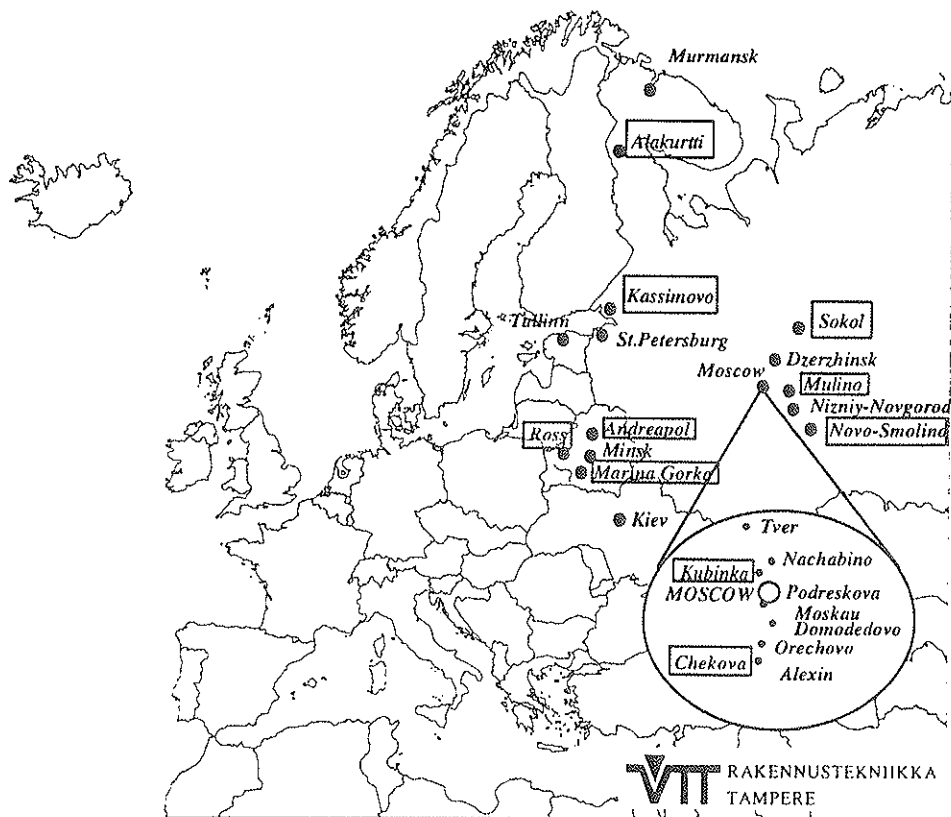 Murmansk
Alakurtti
Kassimovo
Sokol
Tallinn
St.Petersburg
Dzerzhinsk
Moscow
Mulino
Nizniy-Novgorod
Andreapol
Novo-Smolind
Ross
Minsk
Marina Gorka
Kiev
Tver
Nachabino
Kubinka
MOSCOW
Podreskova
Moskau
Domodedovo
Orechovo
Chekova
Alexin
VTT RAKENNUSTEKNIIKKA
TAMPERE